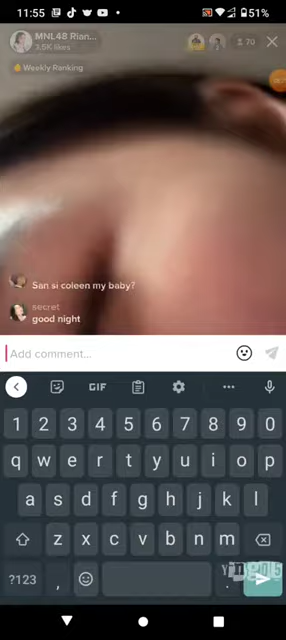 11:55
51%
MNL48 Rian...
3.5K likes
70
Weekly Ranking
San si coleen my baby?
secret
good night
Add comment...
GIF
1 2 3 4 5 6 7 8 9 0
q w e r t y u i o p
a s d f g h j k l
z x c v b n m
?123 , .